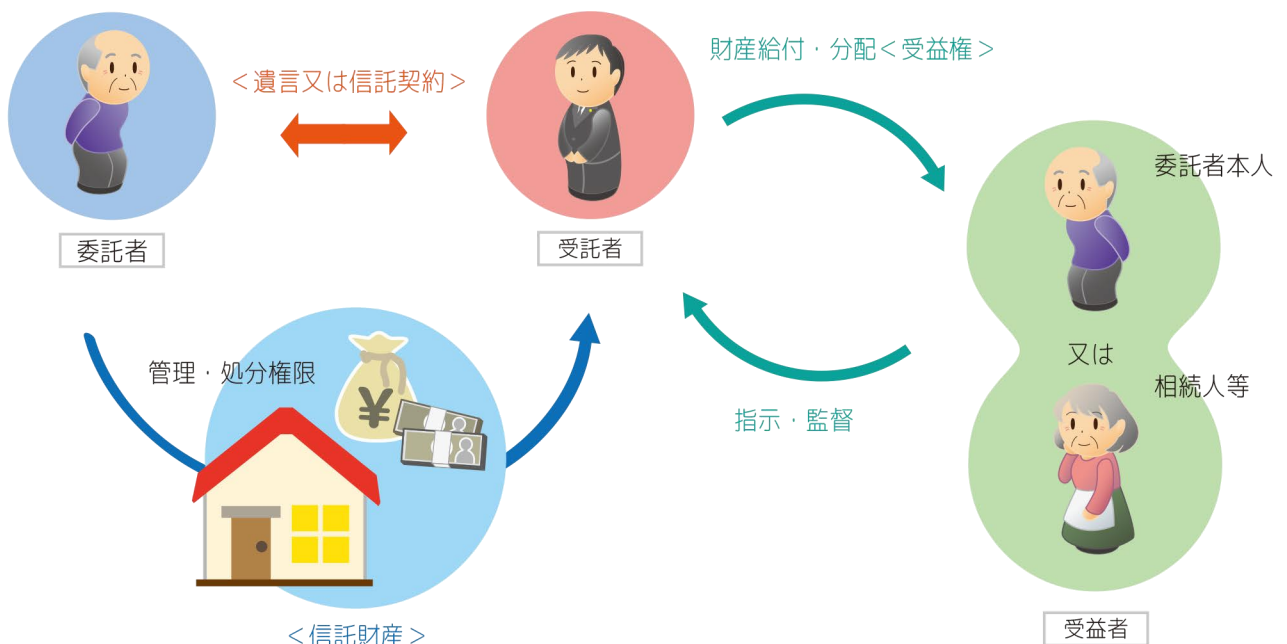 財産給付・分配＜受益権＞
＜遺言又は信託契約＞
委託者本人
委託者
受託者
又は
管理・処分権限
相続人等
¥
指示・監督
＜信託財産＞
受益者